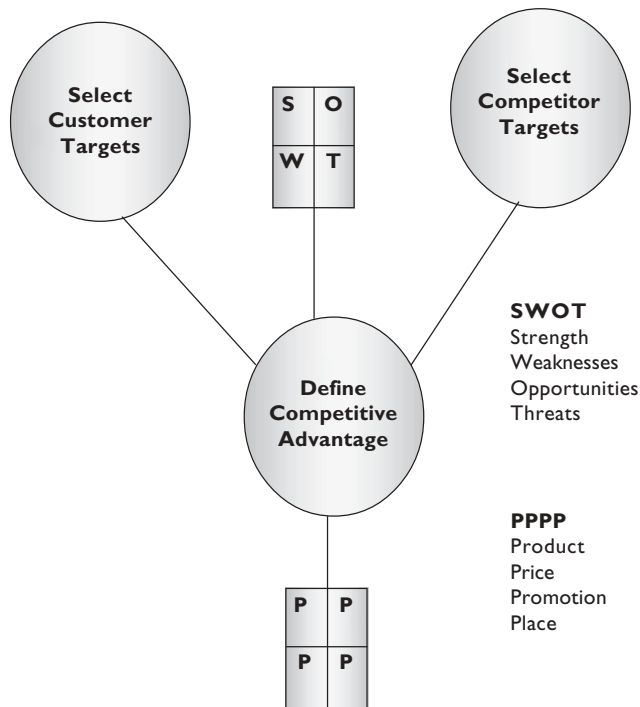 Select
Customer
Targets
S O
W T
Select
Competitor
Targets
SWOT
Strength
Weaknesses
Opportunities
Threats
Define
Competitive
Advantage
PPPP
Product
Price
Promotion
Place
P P
P P